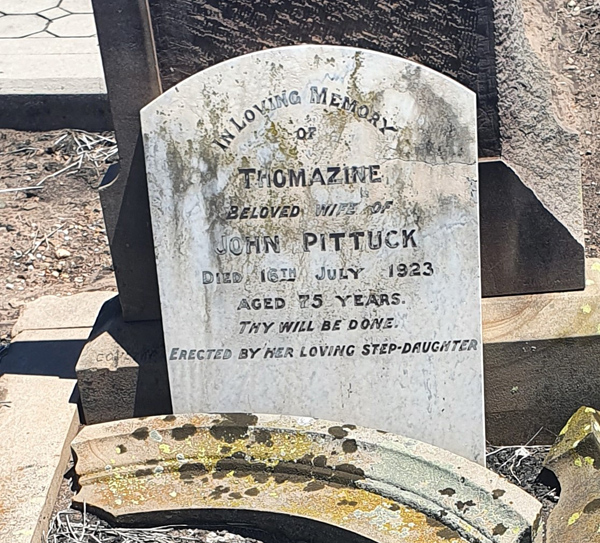 IN LOVING MEMORY
OF
THOMAZINE
BELOVED WIFE OF
JOHN PITTUCK
DIED 16TH JULY 1923
AGED 75 YEARS.
THY WILL BE DONE.
ERECTED BY HER LOVING STEP-DAUGHTER